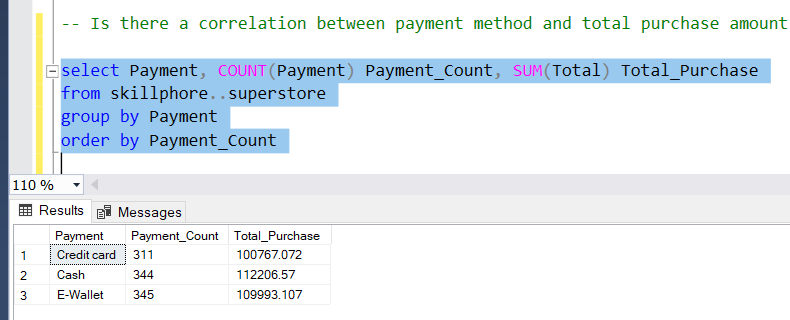 -- Is there a correlation between payment method and total purchase amount
select Payment, COUNT(Payment) Payment_Count, SUM(Total) Total_Purchase
from skillphore..superstore
group by Payment
order by Payment_Count
110 %
Results Messages
Payment Payment_Count Total_Purchase
1 Credit card 311 100767.072
2 Cash 344 112206.57
3 E-Wallet 345 109993.107